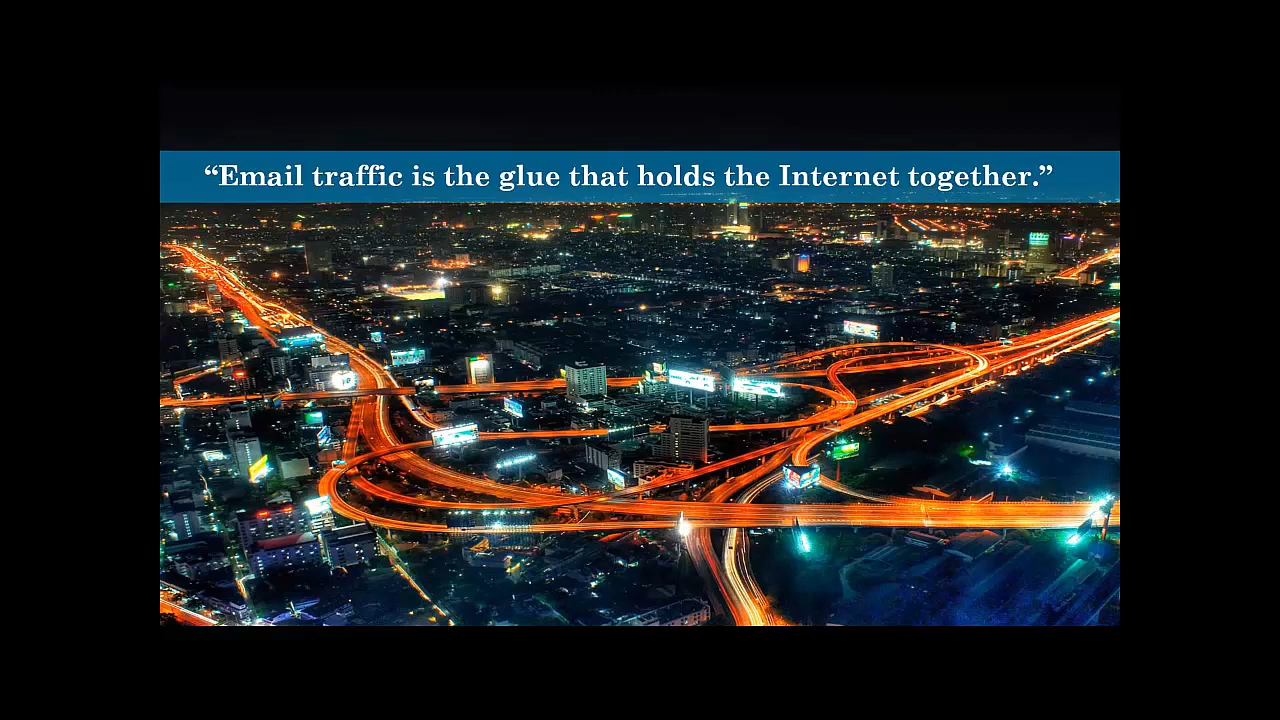 “Email traffic is the glue that holds the Internet together.”